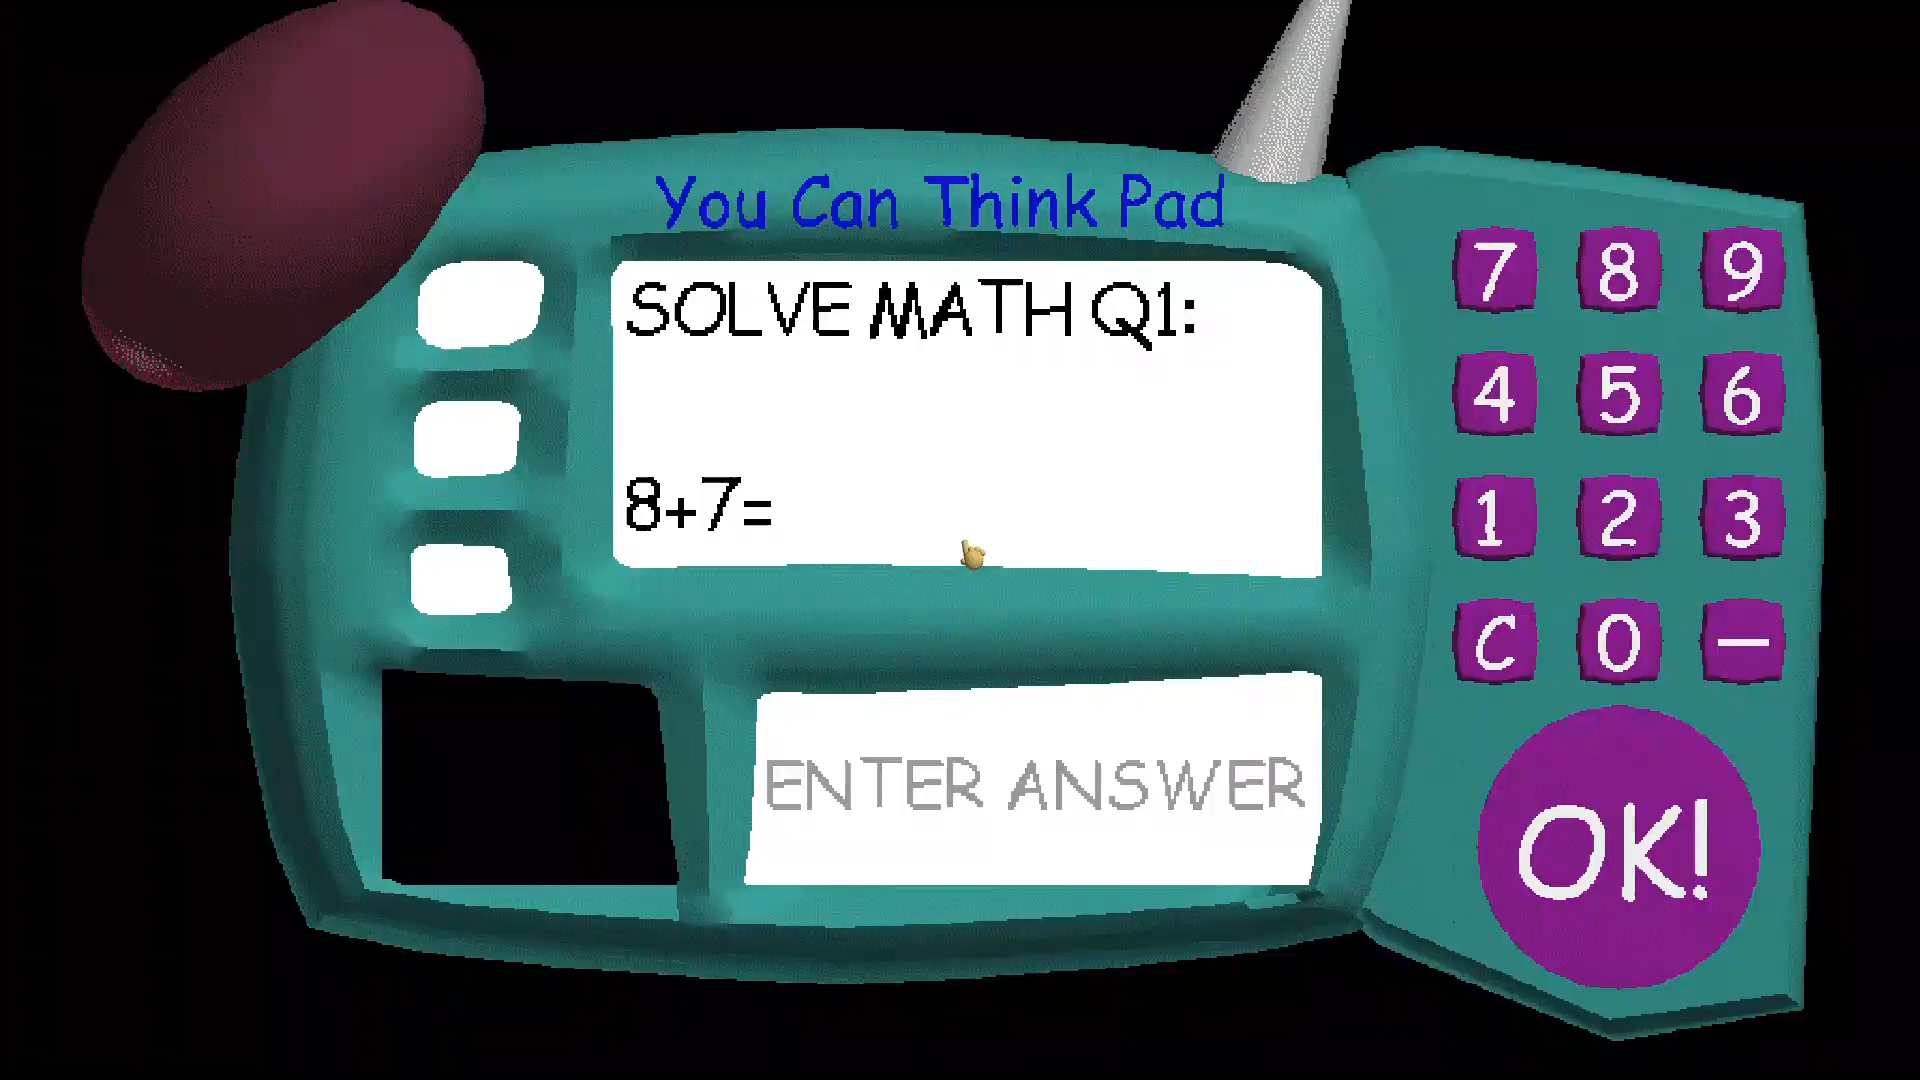 You Can Think Pad
SOLVE MATH Q1:
8+7=
ENTER ANSWER
7 8 9
4 5 6
1 2 3
C 0 −
OK!